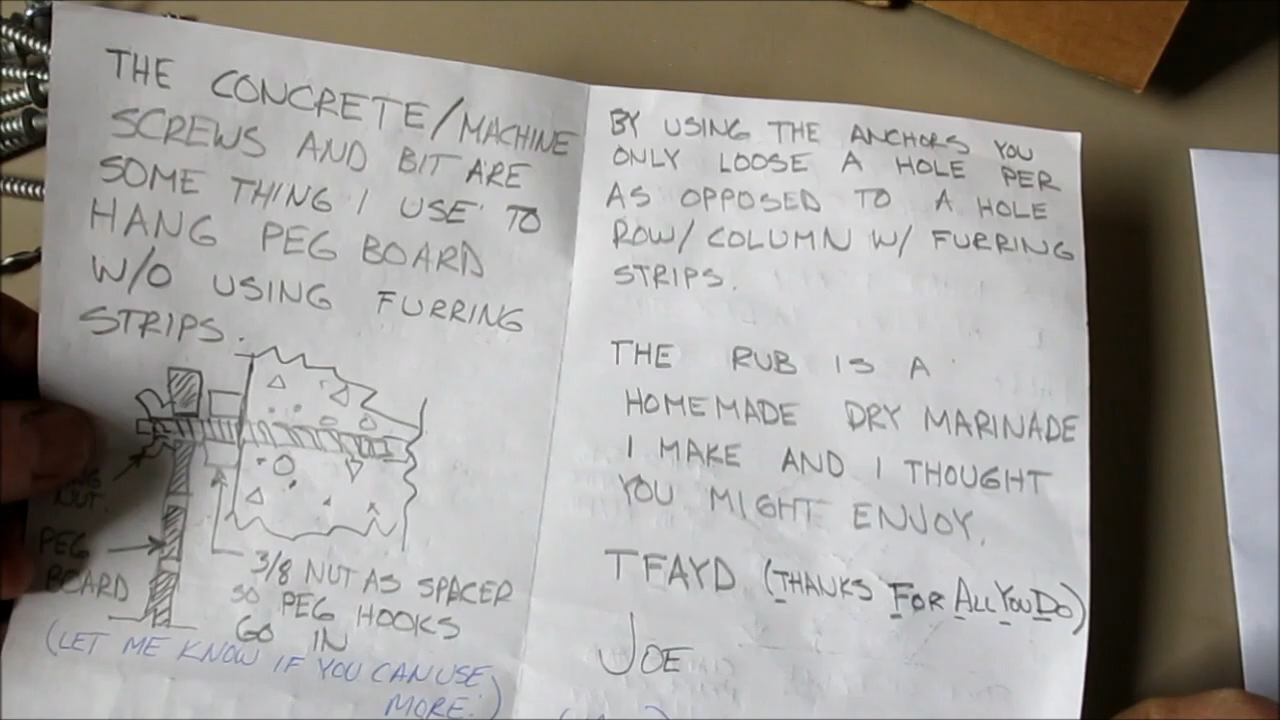 THE CONCRETE/MACHINE
SCREWS AND BIT ARE
SOME THING I USE TO
HANG PEG BOARD
W/O USING FURRING
STRIPS.
NUT.
PEG
BOARD
3/8 NUT AS SPACER
SO PEG HOOKS
GO IN
(LET ME KNOW IF YOU CAN USE
MORE.)
BY USING THE ANCHORS YOU
ONLY LOOSE A HOLE PER
AS OPPOSED TO A HOLE
ROW/COLUMN W/ FURRING
STRIPS.
THE RUB IS A
HOMEMADE DRY MARINADE
I MAKE AND I THOUGHT
YOU MIGHT ENJOY.
TFAYD (THANKS FOR ALL YOU DO)
JOE